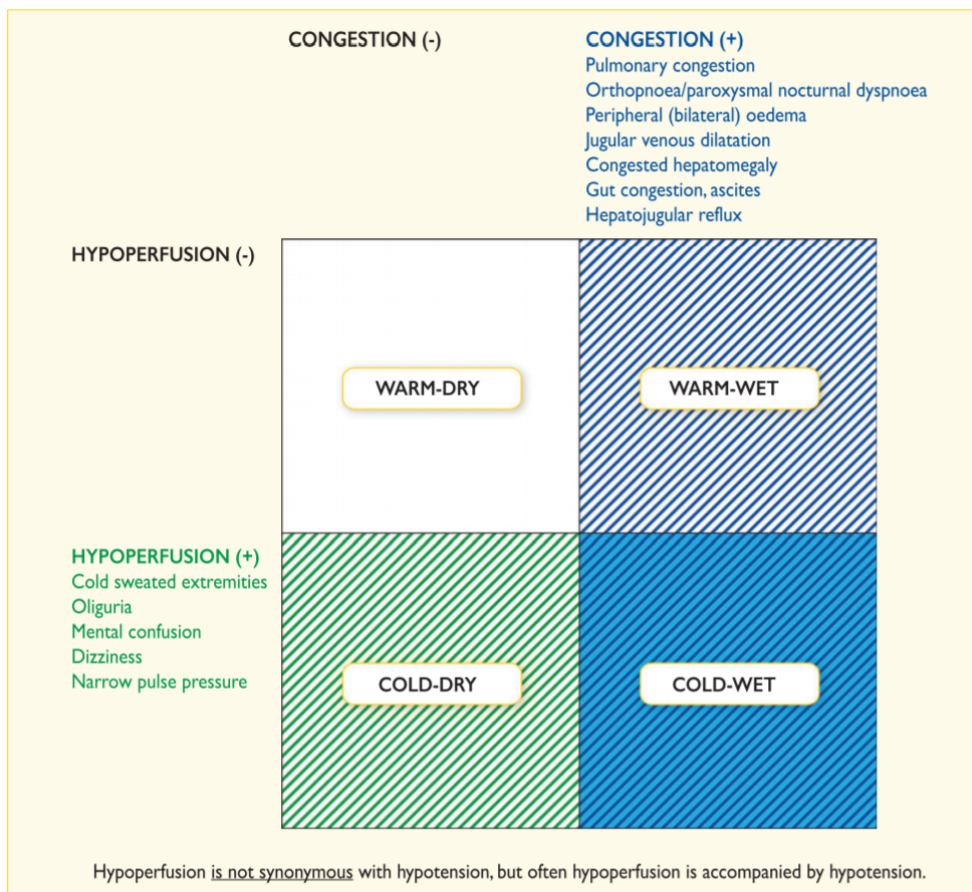 CONGESTION (-)
CONGESTION (+)
Pulmonary congestion
Orthopnoea/paroxysmal nocturnal dyspnoea
Peripheral (bilateral) oedema
Jugular venous dilatation
Congested hepatomegaly
Gut congestion, ascites
Hepatojugular reflux
HYPOPERFUSION (-)
WARM-DRY
WARM-WET
HYPOPERFUSION (+)
Cold sweated extremities
Oliguria
Mental confusion
Dizziness
Narrow pulse pressure
COLD-DRY
COLD-WET
Hypoperfusion is not synonymous with hypotension, but often hypoperfusion is accompanied by hypotension.